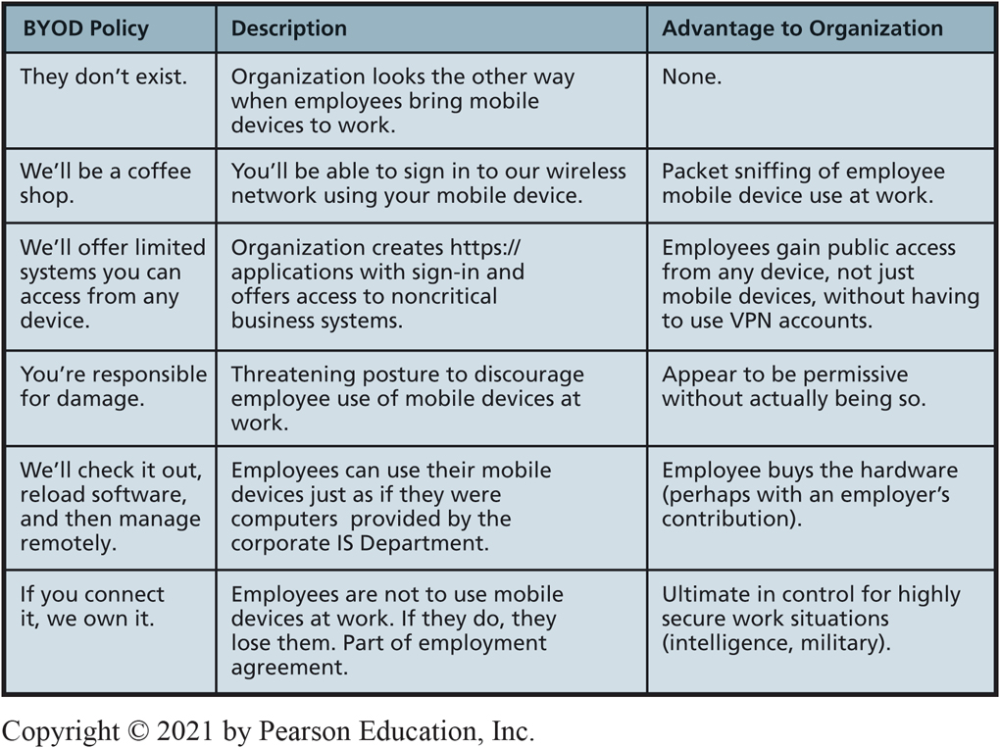 BYOD Policy
Description
Advantage to Organization
They don't exist.
Organization looks the other way
when employees bring mobile
devices to work.
None.
We'll be a coffee
shop.
You'll be able to sign in to our wireless
network using your mobile device.
Packet sniffing of employee
mobile device use at work.
We'll offer limited
systems you can
access from any
device.
Organization creates https://
applications with sign-in and
offers access to noncritical
business systems.
Employees gain public access
from any device, not just
mobile devices, without having
to use VPN accounts.
You're responsible
for damage.
Threatening posture to discourage
employee use of mobile devices at
work.
Appear to be permissive
without actually being so.
We'll check it out,
reload software,
and then manage
remotely.
Employees can use their mobile
devices just as if they were
computers provided by the
corporate IS Department.
Employee buys the hardware
(perhaps with an employer's
contribution).
If you connect
it, we own it.
Employees are not to use mobile
devices at work. If they do, they
lose them. Part of employment
agreement.
Ultimate in control for highly
secure work situations
(intelligence, military).
Copyright © 2021 by Pearson Education, Inc.